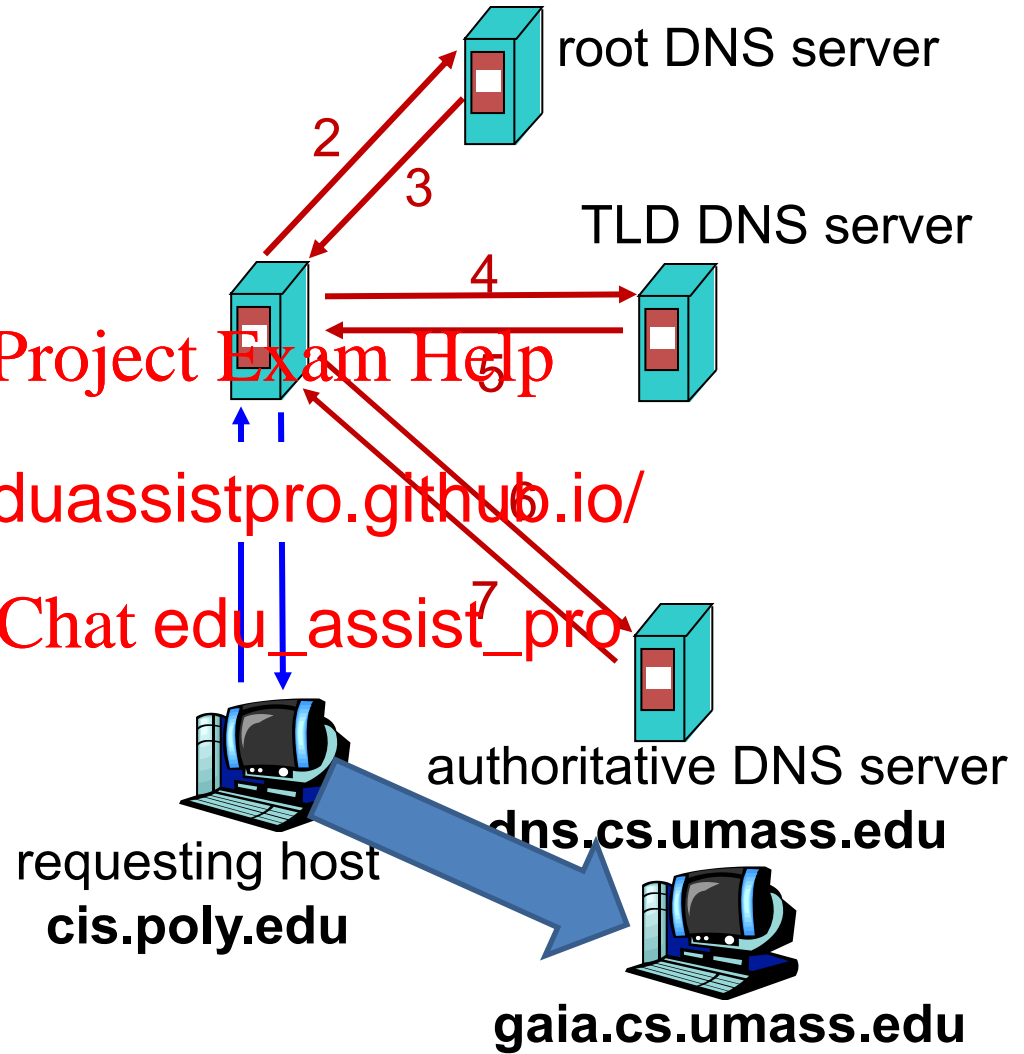 root DNS server
2
3
TLD DNS server
4
Project Exam Help
5
duassistpro.github.io/
6
7
Chat edu_assist_pro
authoritative DNS server
dns.cs.umass.edu
requesting host
cis.poly.edu
gaia.cs.umass.edu